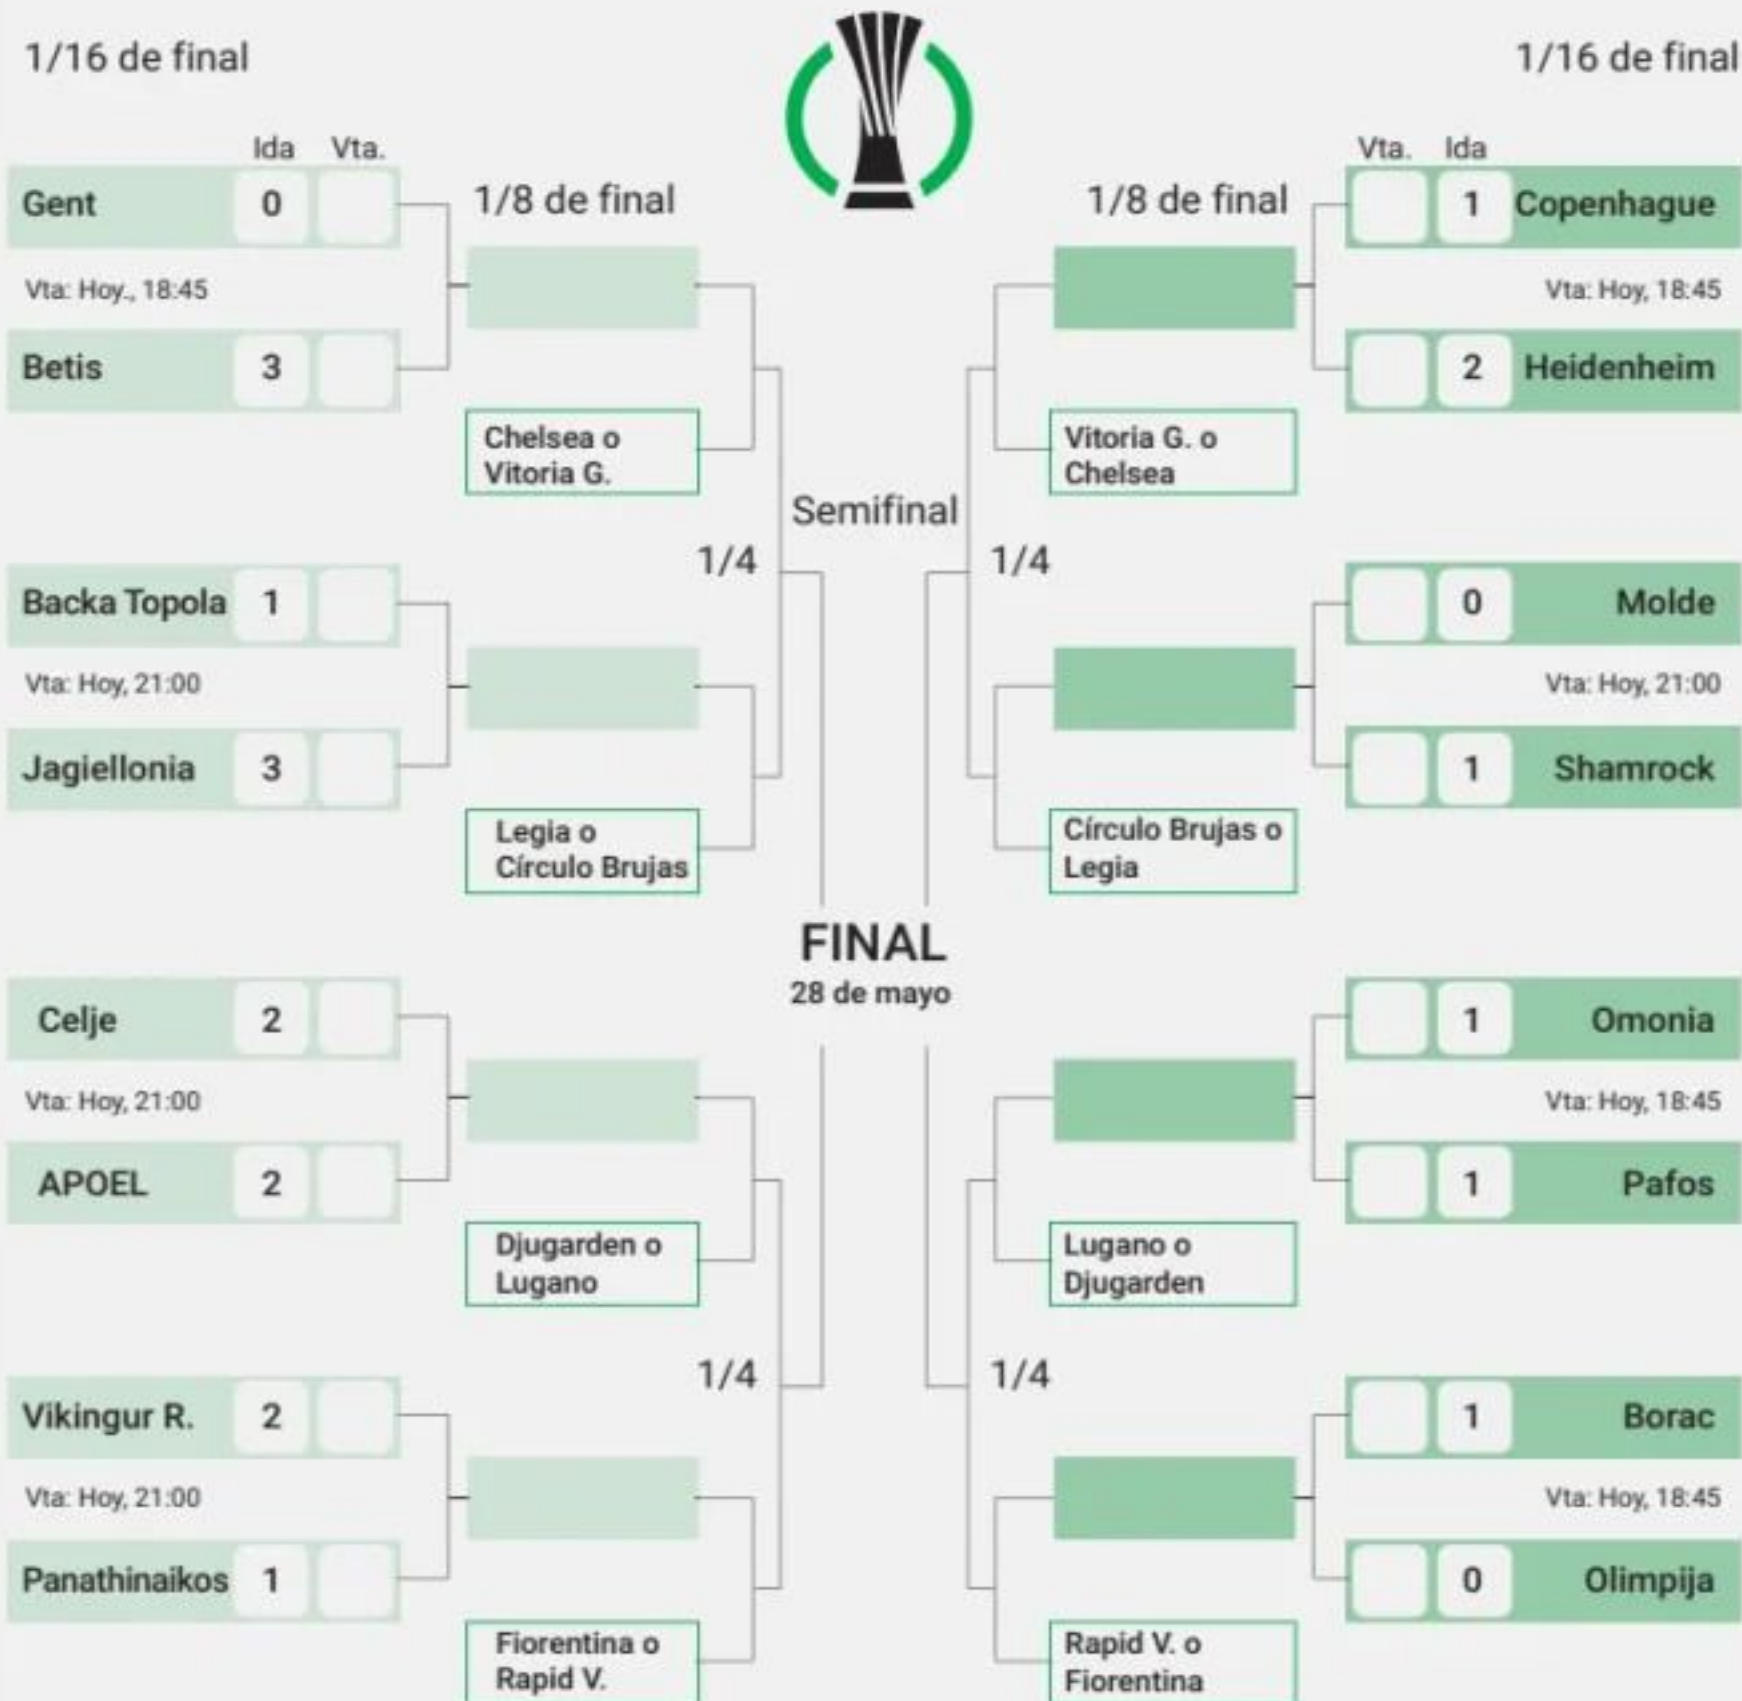 1/16 de final
1/16 de final
Ida Vta.
Vta. Ida
Gent 0
1/8 de final
1/8 de final
1 Copenhague
Vta: Hoy., 18:45
Vta: Hoy, 18:45
Betis 3
2 Heidenheim
Chelsea o
Vitoria G.
Vitoria G. o
Chelsea
Semifinal
1/4
1/4
Backa Topola 1
0 Molde
Vta: Hoy, 21:00
Vta: Hoy, 21:00
Jagiellonia 3
1 Shamrock
Legia o
Círculo Brujas
Círculo Brujas o
Legia
FINAL
28 de mayo
Celje 2
1 Omonia
Vta: Hoy, 21:00
Vta: Hoy, 18:45
APOEL 2
1 Pafos
Djugarden o
Lugano
Lugano o
Djugarden
1/4
1/4
Vikingur R. 2
1 Borac
Vta: Hoy, 21:00
Vta: Hoy, 18:45
Panathinaikos 1
0 Olimpija
Fiorentina o
Rapid V.
Rapid V. o
Fiorentina